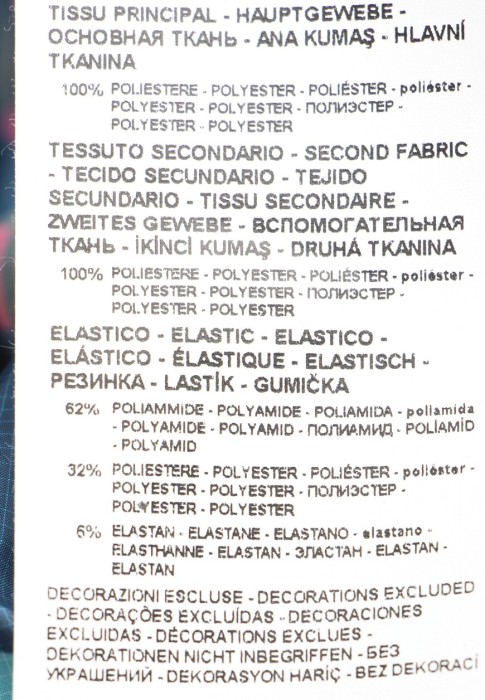 TISSU PRINCIPAL - HAUPTGEWEBE -
ОСНОВНАЯ ТКАНЬ - ANA KUMAŞ - HLAVNÍ
TKANINA
100% POLIESTERE - POLYESTER - POLIÉSTER - poliéster -
POLYESTER - POLYESTER - ПОЛИЭСТЕР -
POLYESTER - POLYESTER
TESSUTO SECONDARIO - SECOND FABRIC
- TECIDO SECUNDARIO - TEJIDO
SECUNDARIO - TISSU SECONDAIRE -
ZWEITES GEWEBE - ВСПОМОГАТЕЛЬНАЯ
ТКАНЬ - İKİNCİ KUMAŞ - DRUHÁ TKANINA
100% POLIESTERE - POLYESTER - POLIÉSTER - poliéster -
POLYESTER - POLYESTER - ПОЛИЭСТЕР -
POLYESTER - POLYESTER
ELASTICO - ELASTIC - ELASTICO -
ELÁSTICO - ÉLASTIQUE - ELASTISCH -
РЕЗИНКА - LASTİK - GUMIČKA
62% POLIAMMIDE - POLYAMIDE - POLIAMIDA - poliamida
- POLYAMIDE - POLYAMID - ПОЛИАМИД - POLİAMİD
- POLYAMID
32% POLIESTERE - POLYESTER - POLIÉSTER - poliéster -
POLYESTER - POLYESTER - ПОЛИЭСТЕР -
POLYESTER - POLYESTER
6% ELASTAN - ELASTANE - ELASTANO - elastano -
ELASTHANNE - ELASTAN - ЭЛАСТАН - ELASTAN -
ELASTAN
DECORAZIONI ESCLUSE - DECORATIONS EXCLUDED
- DECORAÇÕES EXCLUÍDAS - DECORACIONES
EXCLUIDAS - DÉCORATIONS EXCLUES -
DEKORATIONEN NICHT INBEGRIFFEN - БЕЗ
УКРАШЕНИЙ - DEKORASYON HARİÇ - BEZ DEKORACÍ